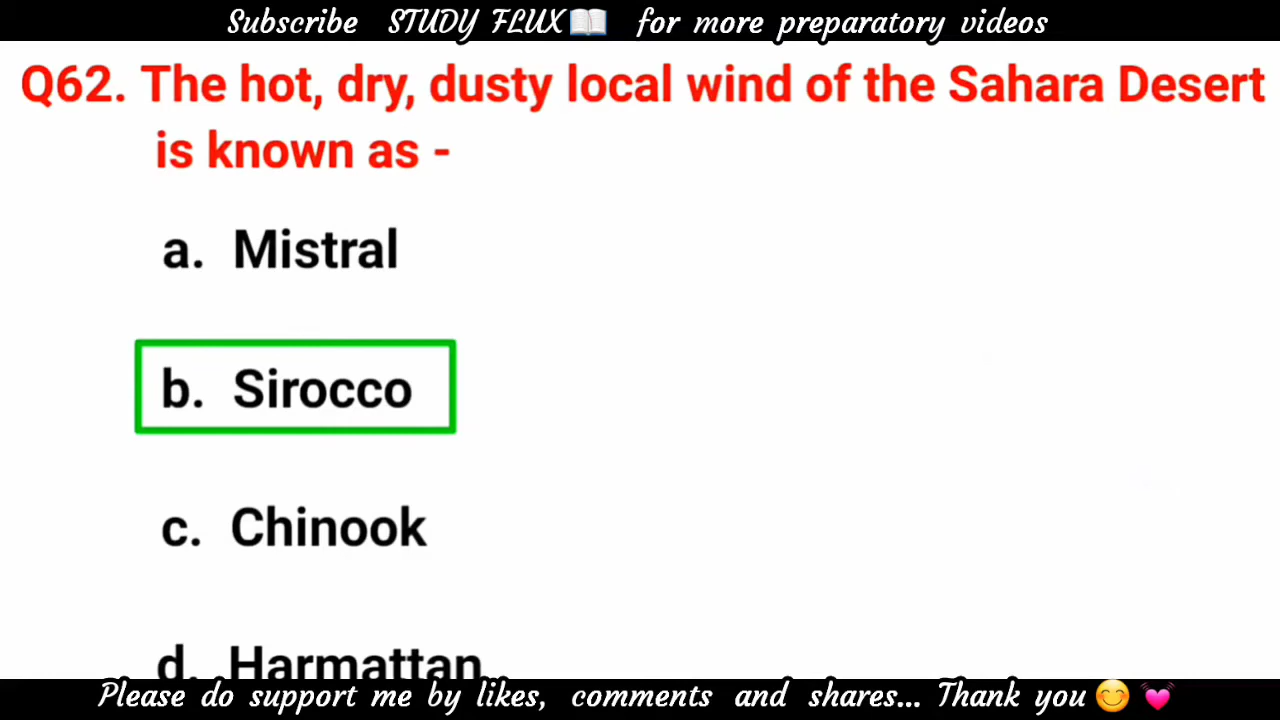 Subscribe STUDY FLUX📖 for more preparatory videos
Q62. The hot, dry, dusty local wind of the Sahara Desert
is known as -
a. Mistral
b. Sirocco
c. Chinook
d. Harmattan
Please do support me by likes, comments and shares... Thank you😊💓